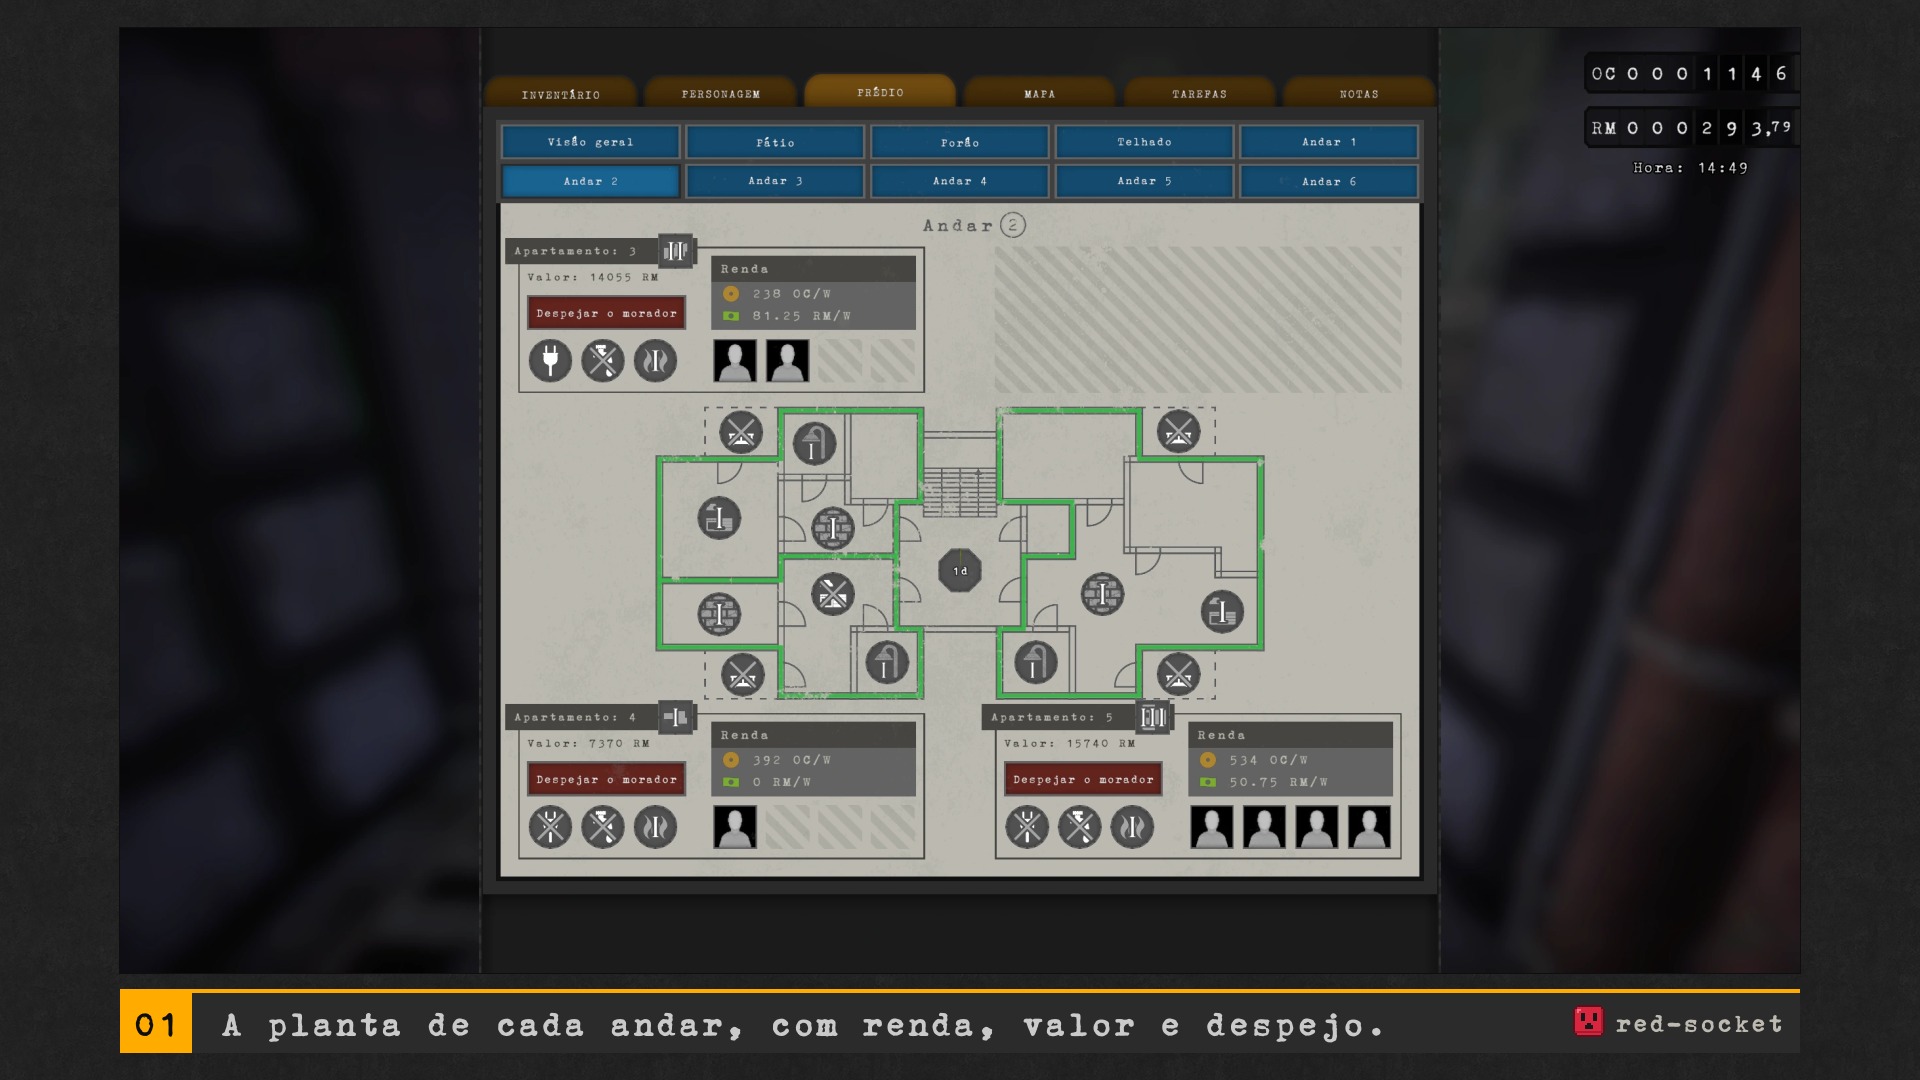 OC 0 0 0 1 1 4 6
RM 0 0 0 2 9 3,79
Hora: 14:49
INVENTÁRIO PERSONAGEM PRÉDIO MAPA TAREFAS NOTAS
Visão geral Pátio Porão Telhado Andar 1
Andar 2 Andar 3 Andar 4 Andar 5 Andar 6
Andar 2
Apartamento: 3 II
Valor: 14055 RM
Despejar o morador
Renda
238 OC/W
81.25 RM/W
I
I
I
I
I
1d
I
I
I
I
Apartamento: 4 I
Valor: 7370 RM
Despejar o morador
Renda
392 OC/W
0 RM/W
I
Apartamento: 5 III
Valor: 15740 RM
Despejar o morador
Renda
534 OC/W
50.75 RM/W
I
01 A planta de cada andar, com renda, valor e despejo.
red-socket